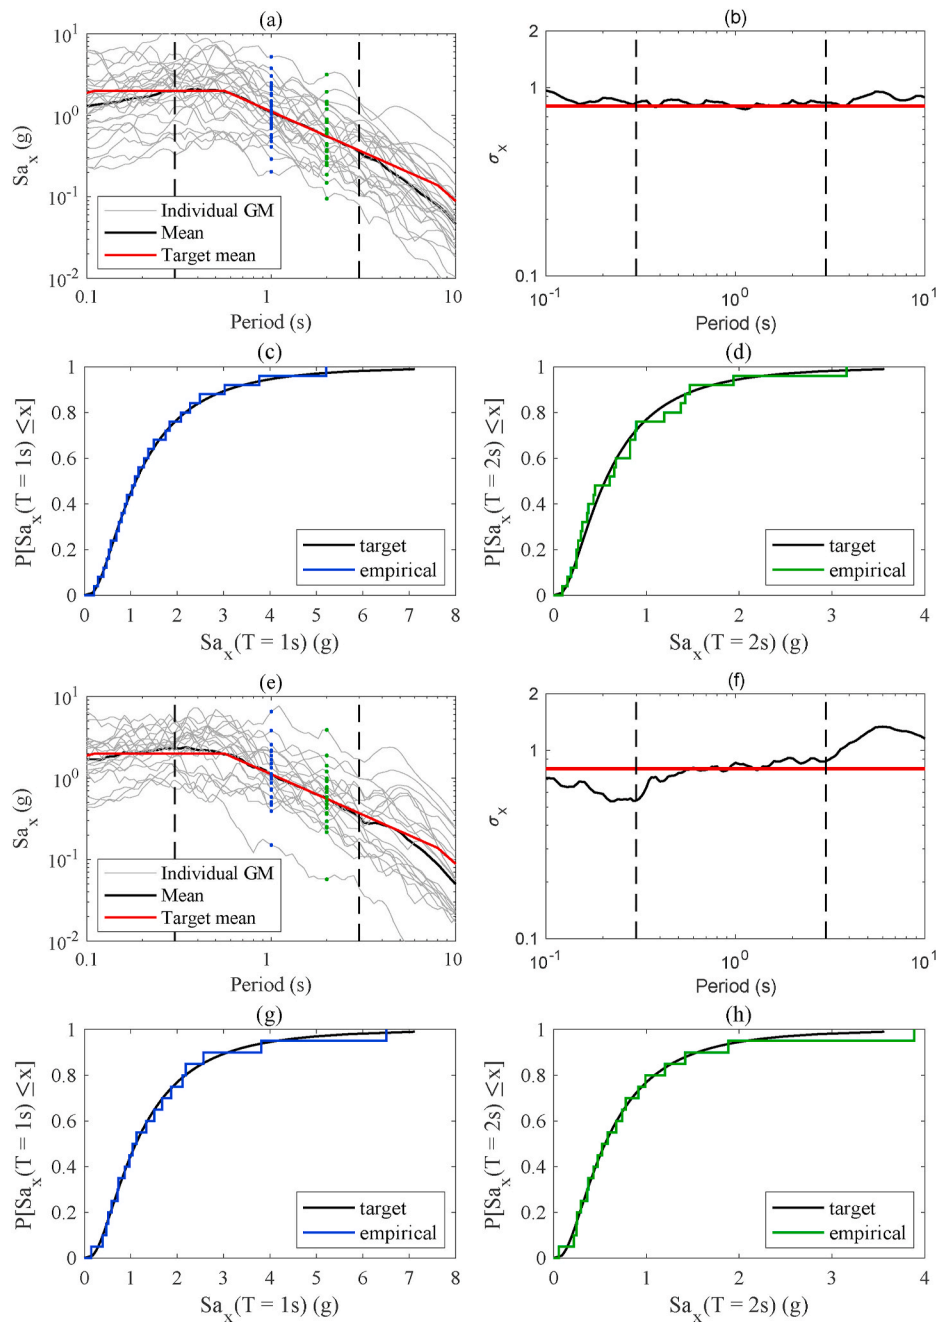 (a)
10^1
10^0
10^-1
10^-2
Sa_x (g)
Individual GM
Mean
Target mean
0.1
1
10
Period (s)
(b)
2
1
0.1
σ_x
10^-1
10^0
10^1
Period (s)
(c)
1
0.8
0.6
0.4
0.2
0
P[Sa_x(T = 1s) ≤x]
target
empirical
0 1 2 3 4 5 6 7 8
Sa_x(T = 1s) (g)
(d)
1
0.8
0.6
0.4
0.2
0
P[Sa_x(T = 2s) ≤x]
target
empirical
0 1 2 3 4
Sa_x(T = 2s) (g)
(e)
10^1
10^0
10^-1
10^-2
Sa_x (g)
Individual GM
Mean
Target mean
0.1
1
10
Period (s)
(f)
2
1
0.1
σ_x
10^-1
10^0
10^1
Period (s)
(g)
1
0.8
0.6
0.4
0.2
0
P[Sa_x(T = 1s) ≤x]
target
empirical
0 1 2 3 4 5 6 7 8
Sa_x(T = 1s) (g)
(h)
1
0.8
0.6
0.4
0.2
0
P[Sa_x(T = 2s) ≤x]
target
empirical
0 1 2 3 4
Sa_x(T = 2s) (g)